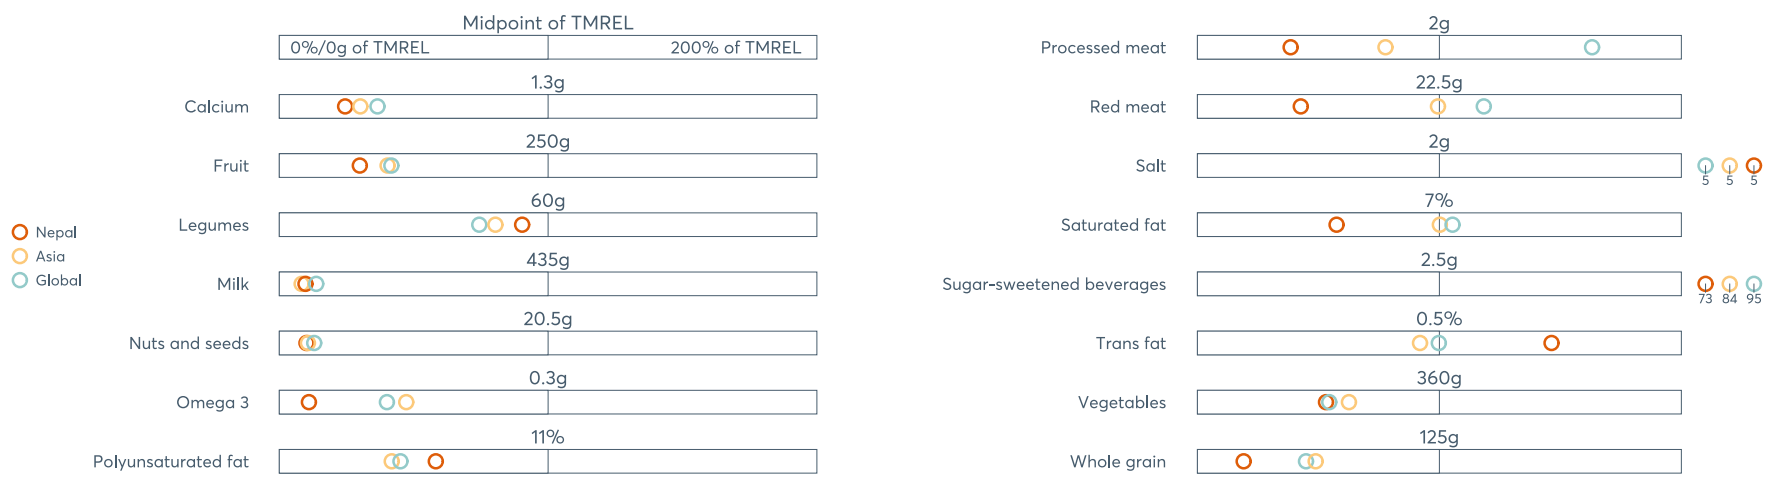 Midpoint of TMREL
0%/0g of TMREL 200% of TMREL
1.3g
Calcium
250g
Fruit
60g
Legumes
435g
Milk
20.5g
Nuts and seeds
0.3g
Omega 3
11%
Polyunsaturated fat
Nepal
Asia
Global
2g
Processed meat
22.5g
Red meat
2g
Salt
5 5 5
7%
Saturated fat
2.5g
Sugar-sweetened beverages
73 84 95
0.5%
Trans fat
360g
Vegetables
125g
Whole grain